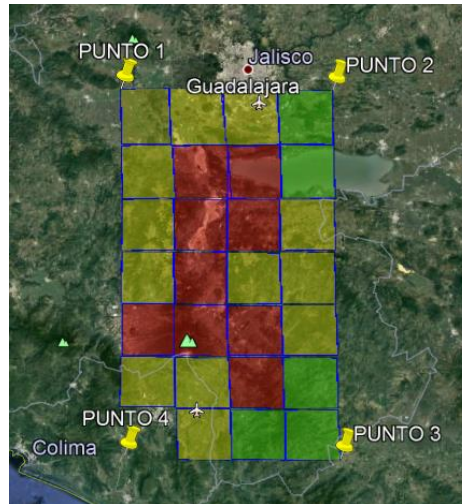 PUNTO 1
Jalisco
PUNTO 2
Guadalajara
PUNTO 4
PUNTO 3
Colima